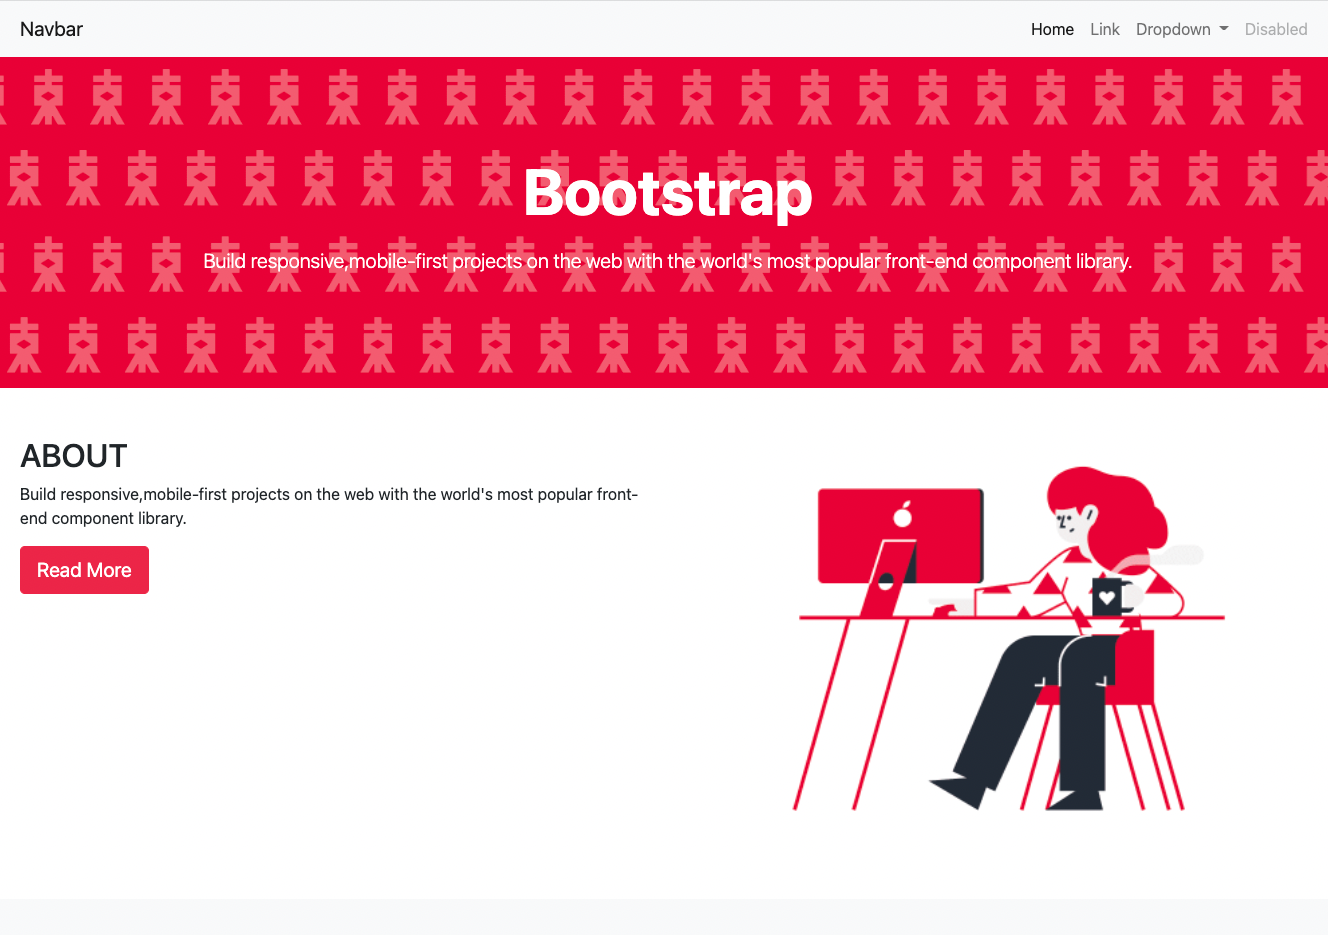 Navbar
Home Link Dropdown Disabled
Bootstrap
Build responsive,mobile-first projects on the web with the world's most popular front-end component library.
ABOUT
Build responsive,mobile-first projects on the web with the world's most popular front-
end component library.
Read More